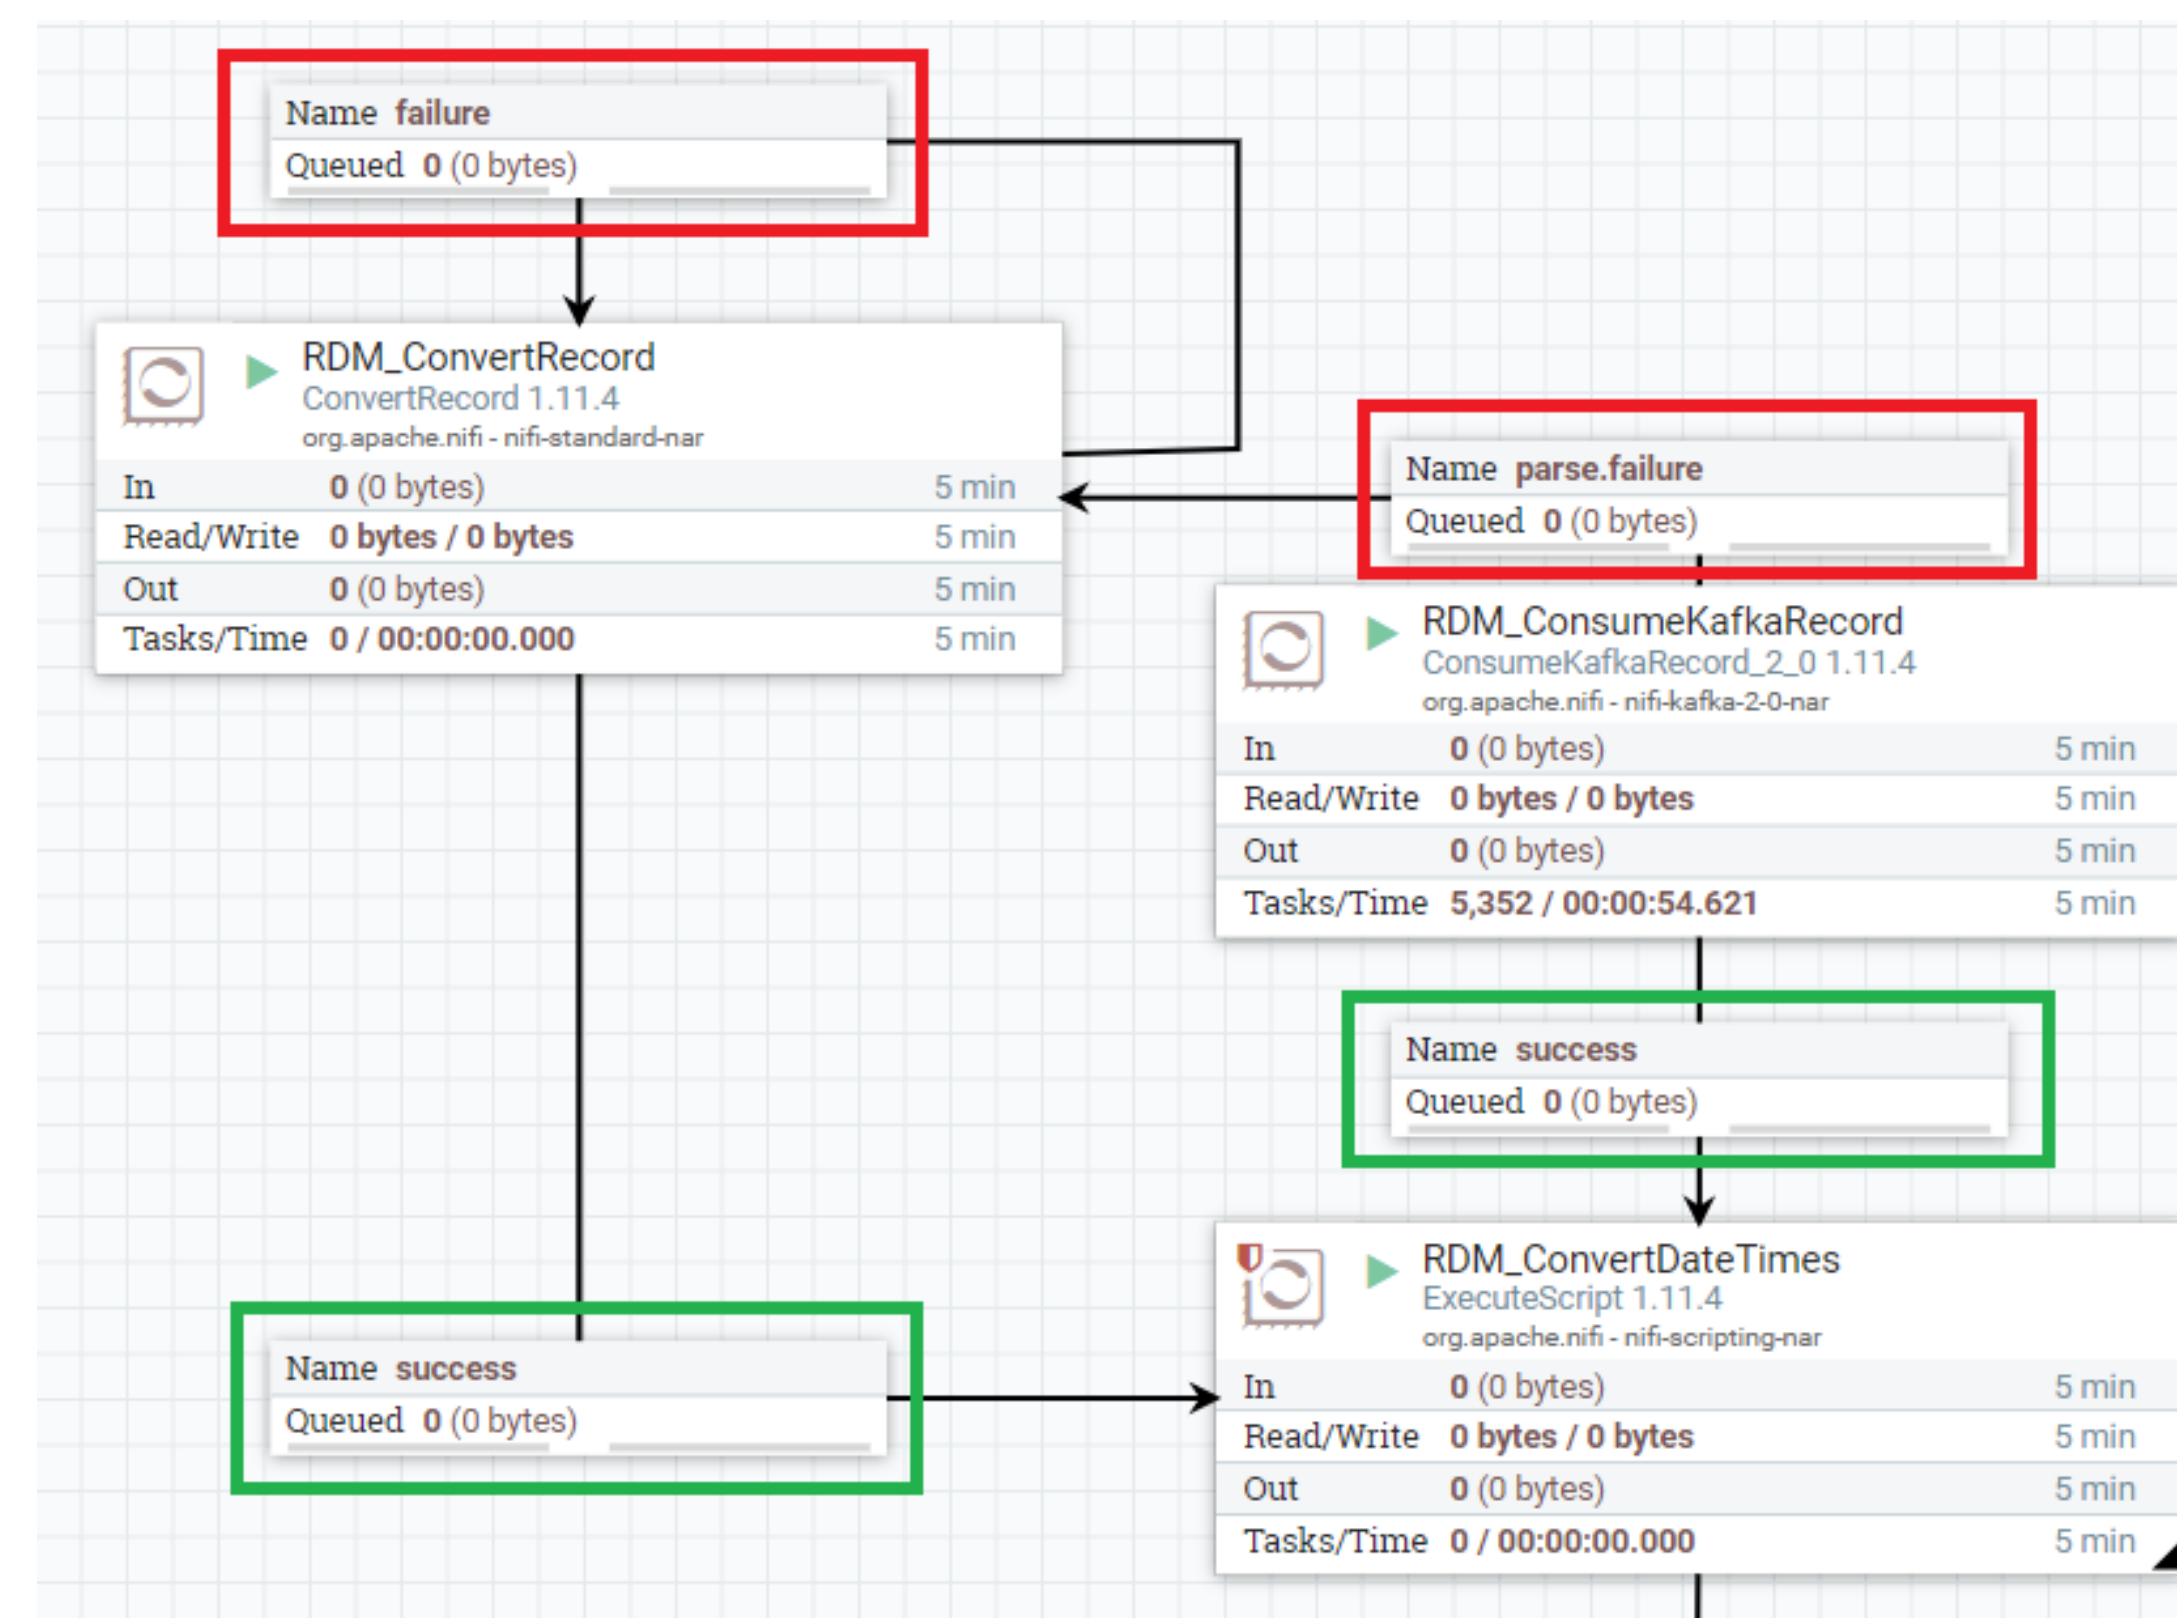 Name failure
Queued 0 (0 bytes)
RDM_ConvertRecord
ConvertRecord 1.11.4
org.apache.nifi - nifi-standard-nar
In 0 (0 bytes) 5 min
Read/Write 0 bytes / 0 bytes 5 min
Out 0 (0 bytes) 5 min
Tasks/Time 0 / 00:00:00.000 5 min
Name parse.failure
Queued 0 (0 bytes)
RDM_ConsumeKafkaRecord
ConsumeKafkaRecord_2_0 1.11.4
org.apache.nifi - nifi-kafka-2-0-nar
In 0 (0 bytes) 5 min
Read/Write 0 bytes / 0 bytes 5 min
Out 0 (0 bytes) 5 min
Tasks/Time 5,352 / 00:00:54.621 5 min
Name success
Queued 0 (0 bytes)
Name success
Queued 0 (0 bytes)
RDM_ConvertDateTimes
ExecuteScript 1.11.4
org.apache.nifi - nifi-scripting-nar
In 0 (0 bytes) 5 min
Read/Write 0 bytes / 0 bytes 5 min
Out 0 (0 bytes) 5 min
Tasks/Time 0 / 00:00:00.000 5 min